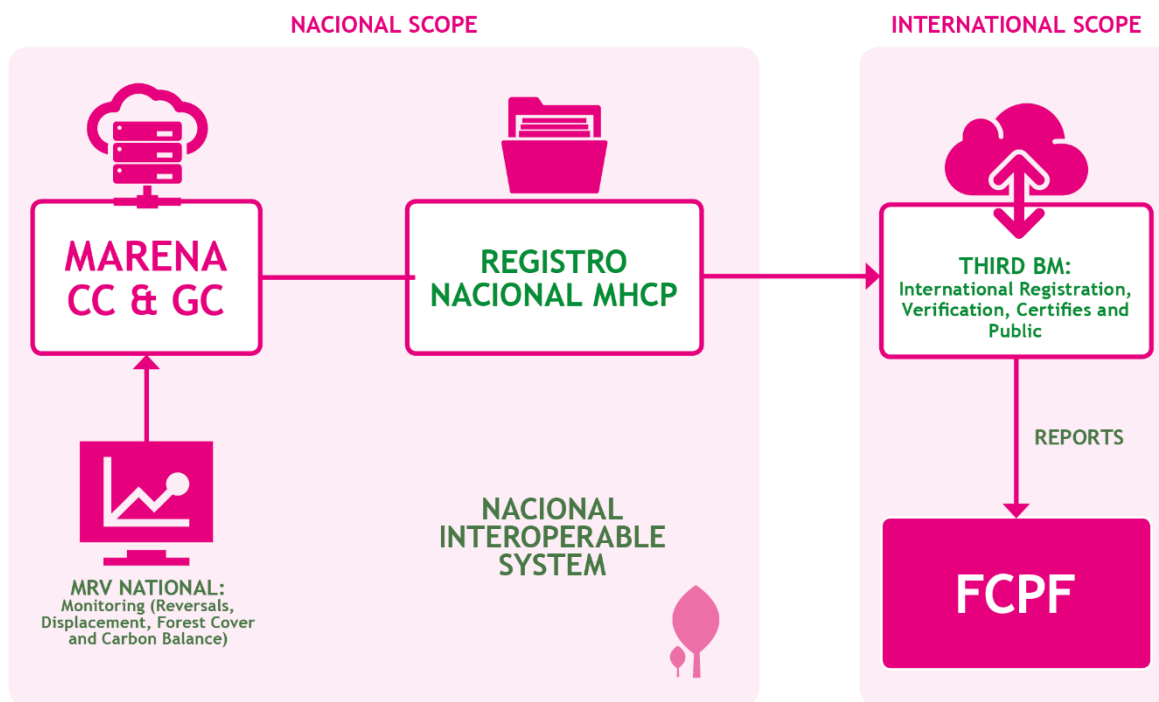 NACIONAL SCOPE
INTERNATIONAL SCOPE
MARENA
CC & GC
REGISTRO
NACIONAL MHCP
THIRD BM:
International Registration,
Verification, Certifies and
Public
REPORTS
MRV NATIONAL:
Monitoring (Reversals,
Displacement, Forest Cover
and Carbon Balance)
NACIONAL
INTEROPERABLE
SYSTEM
FCPF